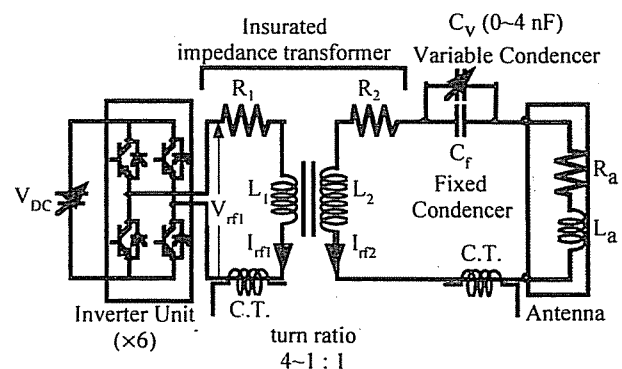 Insurated
impedance transformer
C_v (0~4 nF)
Variable Condencer
R_1
R_2
C_f
Fixed
Condencer
R_a
L_a
V_DC
V_rf1
L_1
L_2
I_rf1
I_rf2
C.T.
C.T.
Inverter Unit
(×6)
turn ratio
4~1 : 1
Antenna